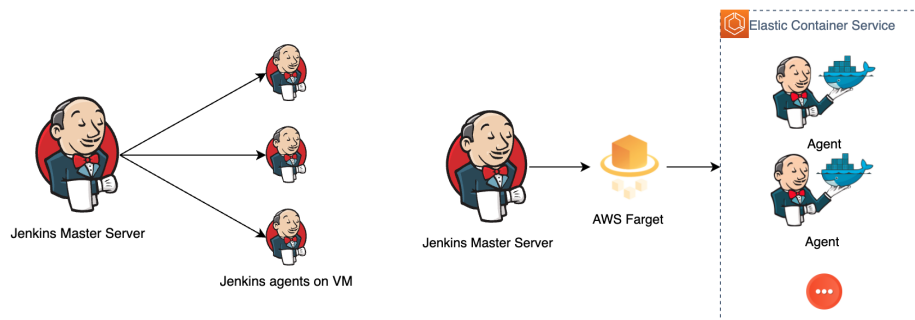 Jenkins Master Server
Jenkins agents on VM
Jenkins Master Server
AWS Farget
Elastic Container Service
Agent
Agent